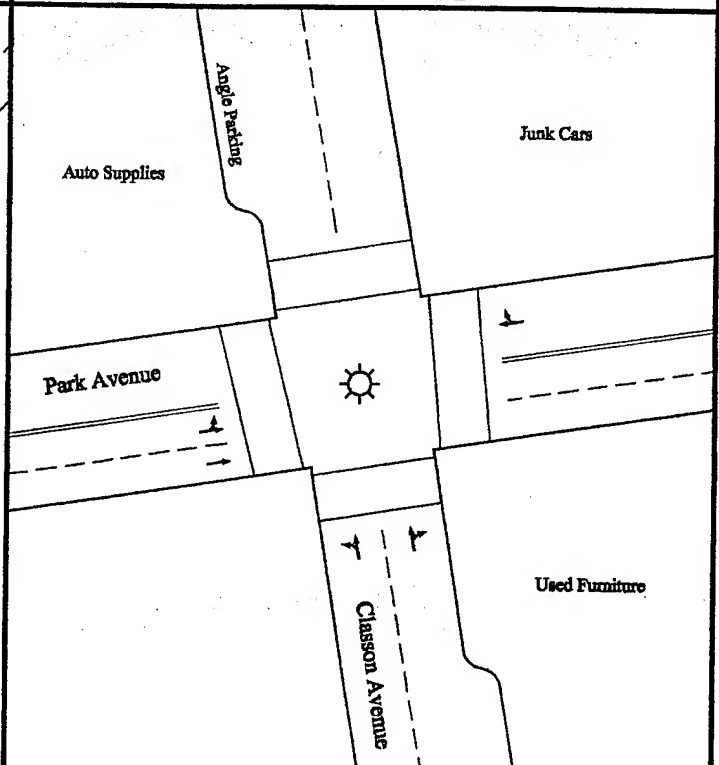 Angle Parking
Junk Cars
Auto Supplies
Park Avenue
Used Furniture
Classon Avenue